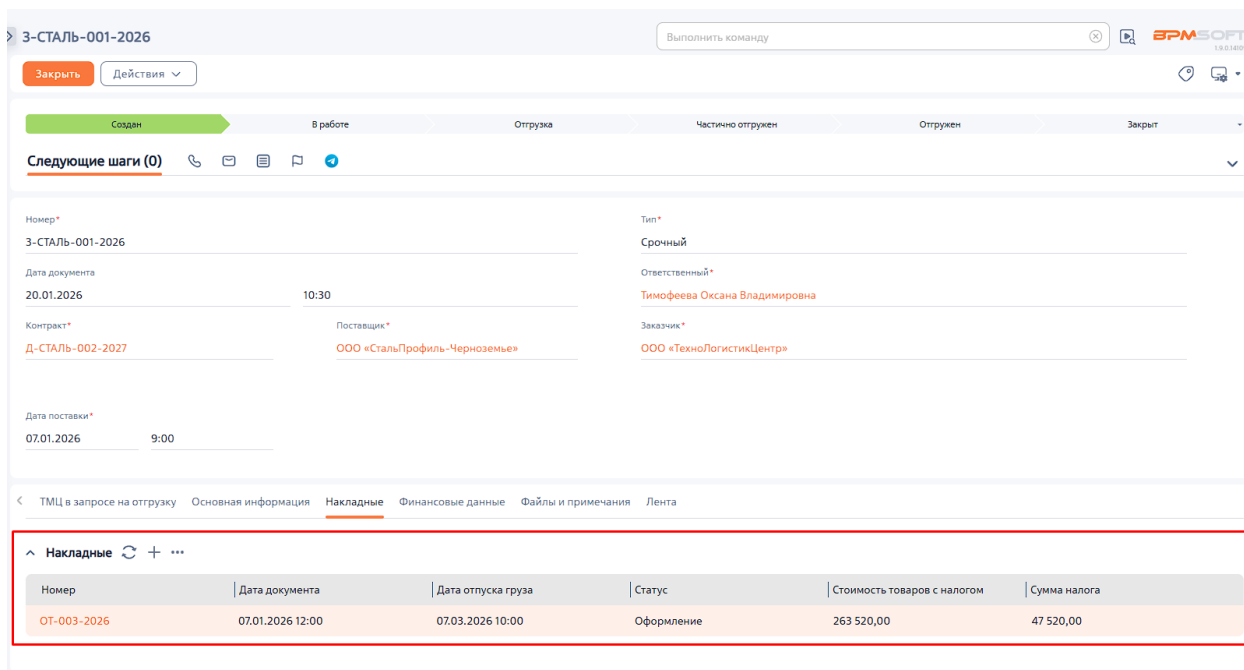 З-СТАЛЬ-001-2026 Выполнить команду BPMSOFT
Закрыть Действия
Создан В работе Отгрузка Частично отгружен Отгружен Закрыт
Следующие шаги (0)
Номер* Тип*
З-СТАЛЬ-001-2026 Срочный
Дата документа Ответственный*
20.01.2026 10:30 Тимофеева Оксана Владимировна
Контракт* Поставщик* Заказчик*
Д-СТАЛЬ-002-2027 ООО «СтальПрофиль-Черноземье» ООО «ТехноЛогистикЦентр»
Дата поставки*
07.01.2026 9:00
ТМЦ в запросе на отгрузку Основная информация Накладные Финансовые данные Файлы и примечания Лента
Накладные
Номер Дата документа Дата отпуска груза Статус Стоимость товаров с налогом Сумма налога
ОТ-003-2026 07.01.2026 12:00 07.03.2026 10:00 Оформление 263 520,00 47 520,00